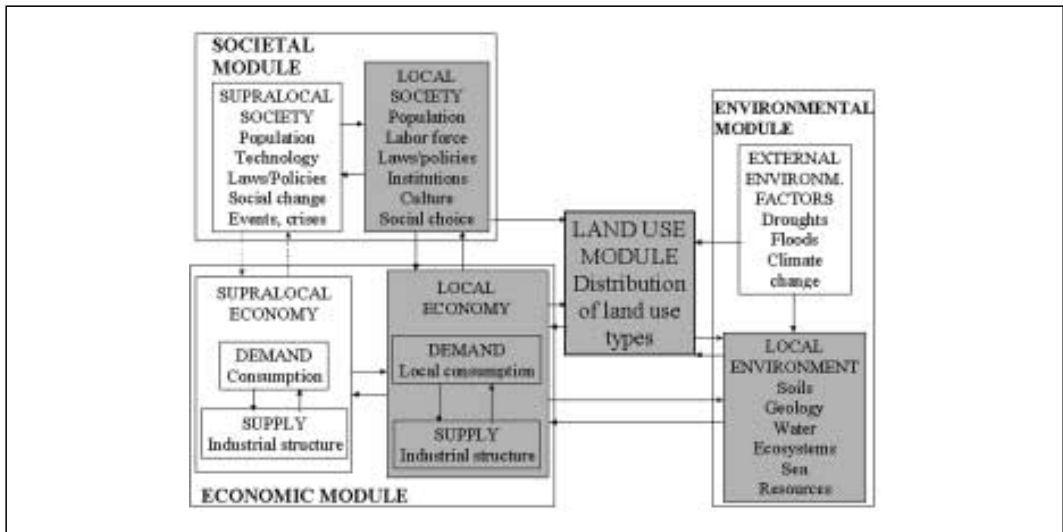 SOCIETAL
MODULE
SUPRALOCAL
SOCIETY
Population
Technology
Laws/Policies
Social change
Events, crises
LOCAL
SOCIETY
Population
Labor force
Laws/policies
Institutions
Culture
Social choice
LAND USE
MODULE
Distribution
of land use
types
ENVIRONMENTAL
MODULE
EXTERNAL
ENVIRONM.
FACTORS
Droughts
Floods
Climate
change
LOCAL
ENVIRONMENT
Soils
Geology
Water
Ecosystems
Sea
Resources
SUPRALOCAL
ECONOMY
DEMAND
Consumption
SUPPLY
Industrial structure
LOCAL
ECONOMY
DEMAND
Local consumption
SUPPLY
Industrial structure
ECONOMIC MODULE